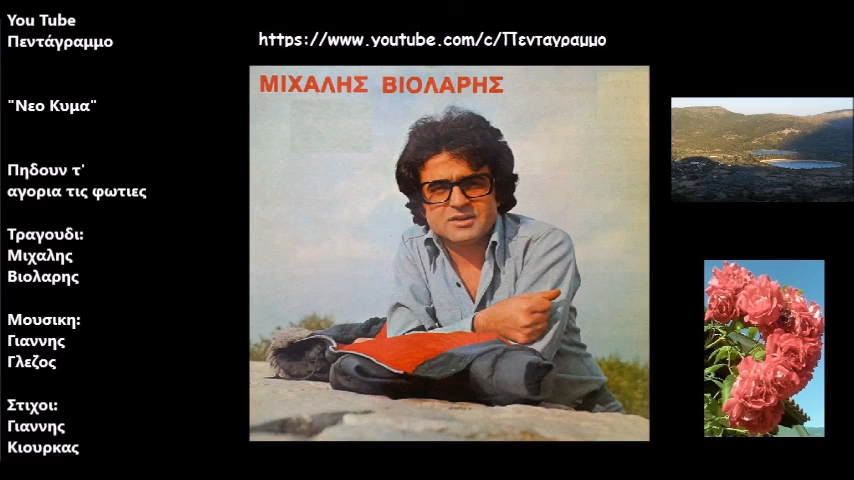 You Tube
Πεντάγραμμο
https://www.youtube.com/c/Πενταγραμμο
"Νεο Κυμα"
Πηδουν τ'
αγορια τις φωτιες
Τραγουδι:
Μιχαλης
Βιολαρης
Μουσικη:
Γιαννης
Γλεζος
Στιχοι:
Γιαννης
Κιουρκας
ΜΙΧΑΛΗΣ ΒΙΟΛΑΡΗΣ